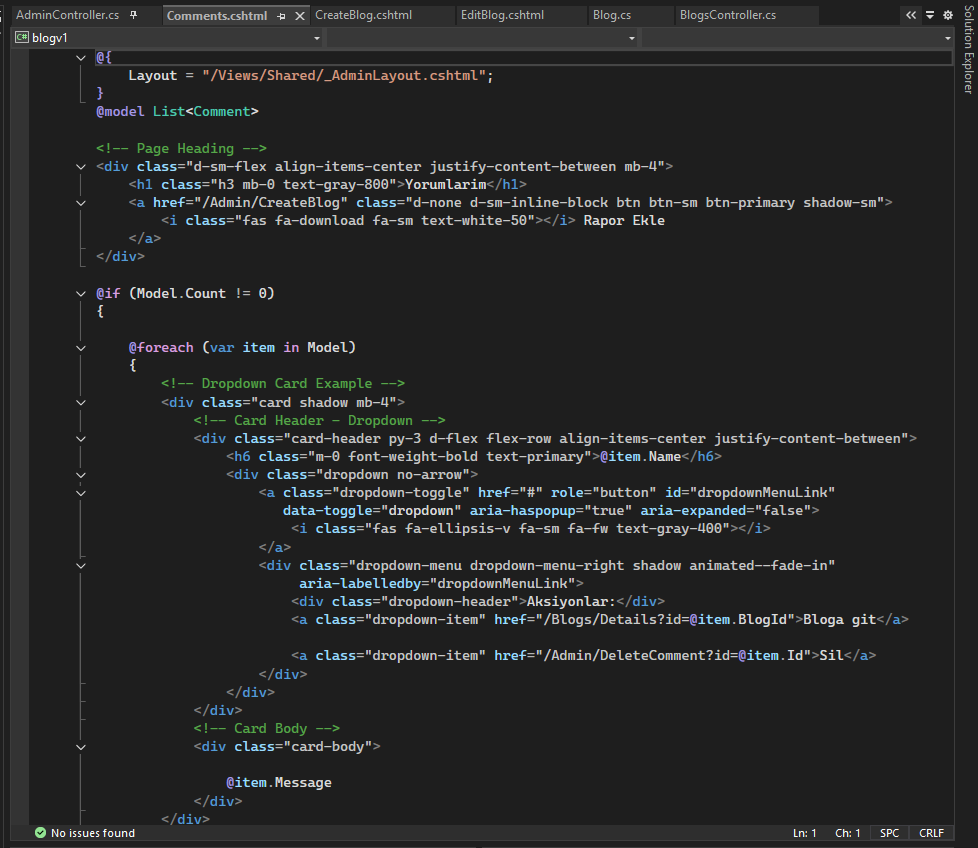 AdminController.cs Comments.cshtml CreateBlog.cshtml EditBlog.cshtml Blog.cs BlogsController.cs
Solution Explorer
C# blogv1
@{
    Layout = "/Views/Shared/_AdminLayout.cshtml";
}
@model List<Comment>

<!-- Page Heading -->
<div class="d-sm-flex align-items-center justify-content-between mb-4">
    <h1 class="h3 mb-0 text-gray-800">Yorumlarim</h1>
    <a href="/Admin/CreateBlog" class="d-none d-sm-inline-block btn btn-sm btn-primary shadow-sm">
        <i class="fas fa-download fa-sm text-white-50"></i> Rapor Ekle
    </a>
</div>

@if (Model.Count != 0)
{

    @foreach (var item in Model)
    {
        <!-- Dropdown Card Example -->
        <div class="card shadow mb-4">
            <!-- Card Header - Dropdown -->
            <div class="card-header py-3 d-flex flex-row align-items-center justify-content-between">
                <h6 class="m-0 font-weight-bold text-primary">@item.Name</h6>
                <div class="dropdown no-arrow">
                    <a class="dropdown-toggle" href="#" role="button" id="dropdownMenuLink"
                       data-toggle="dropdown" aria-haspopup="true" aria-expanded="false">
                        <i class="fas fa-ellipsis-v fa-sm fa-fw text-gray-400"></i>
                    </a>
                    <div class="dropdown-menu dropdown-menu-right shadow animated--fade-in"
                         aria-labelledby="dropdownMenuLink">
                        <div class="dropdown-header">Aksiyonlar:</div>
                        <a class="dropdown-item" href="/Blogs/Details?id=@item.BlogId">Bloga git</a>

                        <a class="dropdown-item" href="/Admin/DeleteComment?id=@item.Id">Sil</a>
                    </div>
                </div>
            </div>
            <!-- Card Body -->
            <div class="card-body">

                @item.Message
            </div>
        </div>
No issues found Ln: 1 Ch: 1 SPC CRLF